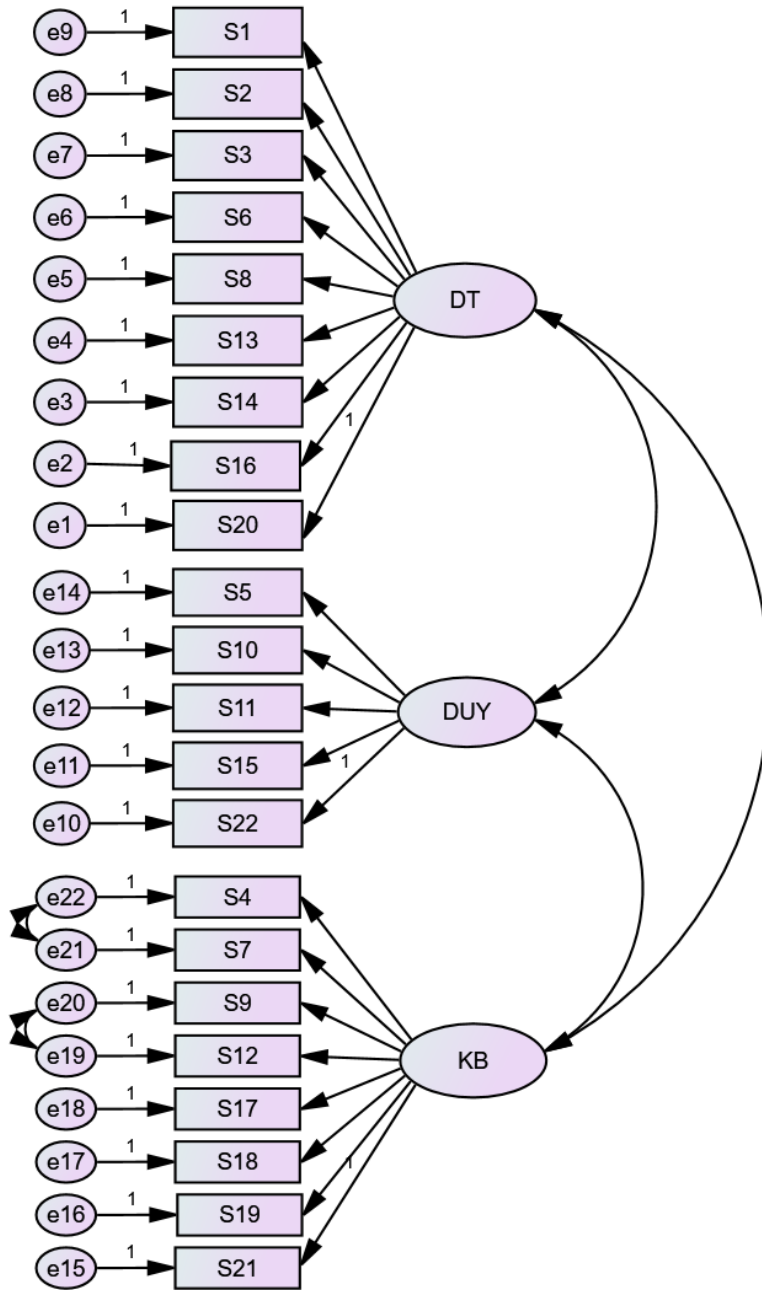 e9 1 S1
e8 1 S2
e7 1 S3
e6 1 S6
e5 1 S8
DT
e4 1 S13
e3 1 S14
1
e2 1 S16
e1 1 S20
e14 1 S5
e13 1 S10
e12 1 S11
DUY
e11 1 S15
1
e10 1 S22
e22 1 S4
e21 1 S7
e20 1 S9
e19 1 S12
KB
e18 1 S17
e17 1 S18
1
e16 1 S19
e15 1 S21